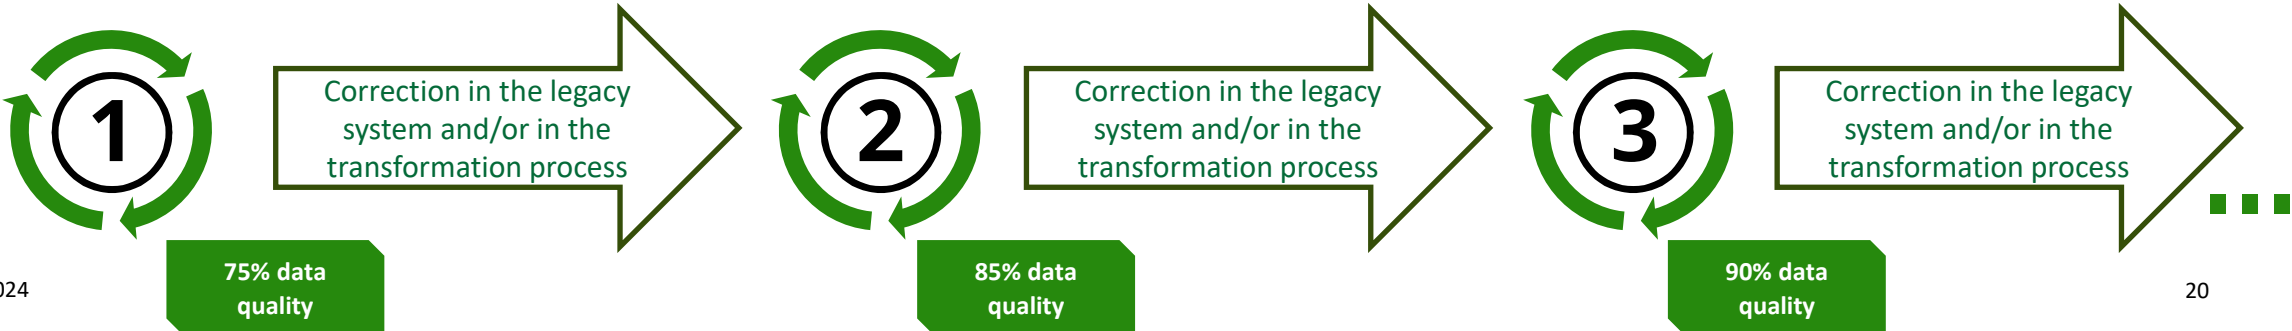 1
Correction in the legacy
system and/or in the
transformation process
2
Correction in the legacy
system and/or in the
transformation process
3
Correction in the legacy
system and/or in the
transformation process
75% data
quality
85% data
quality
90% data
quality
024
20